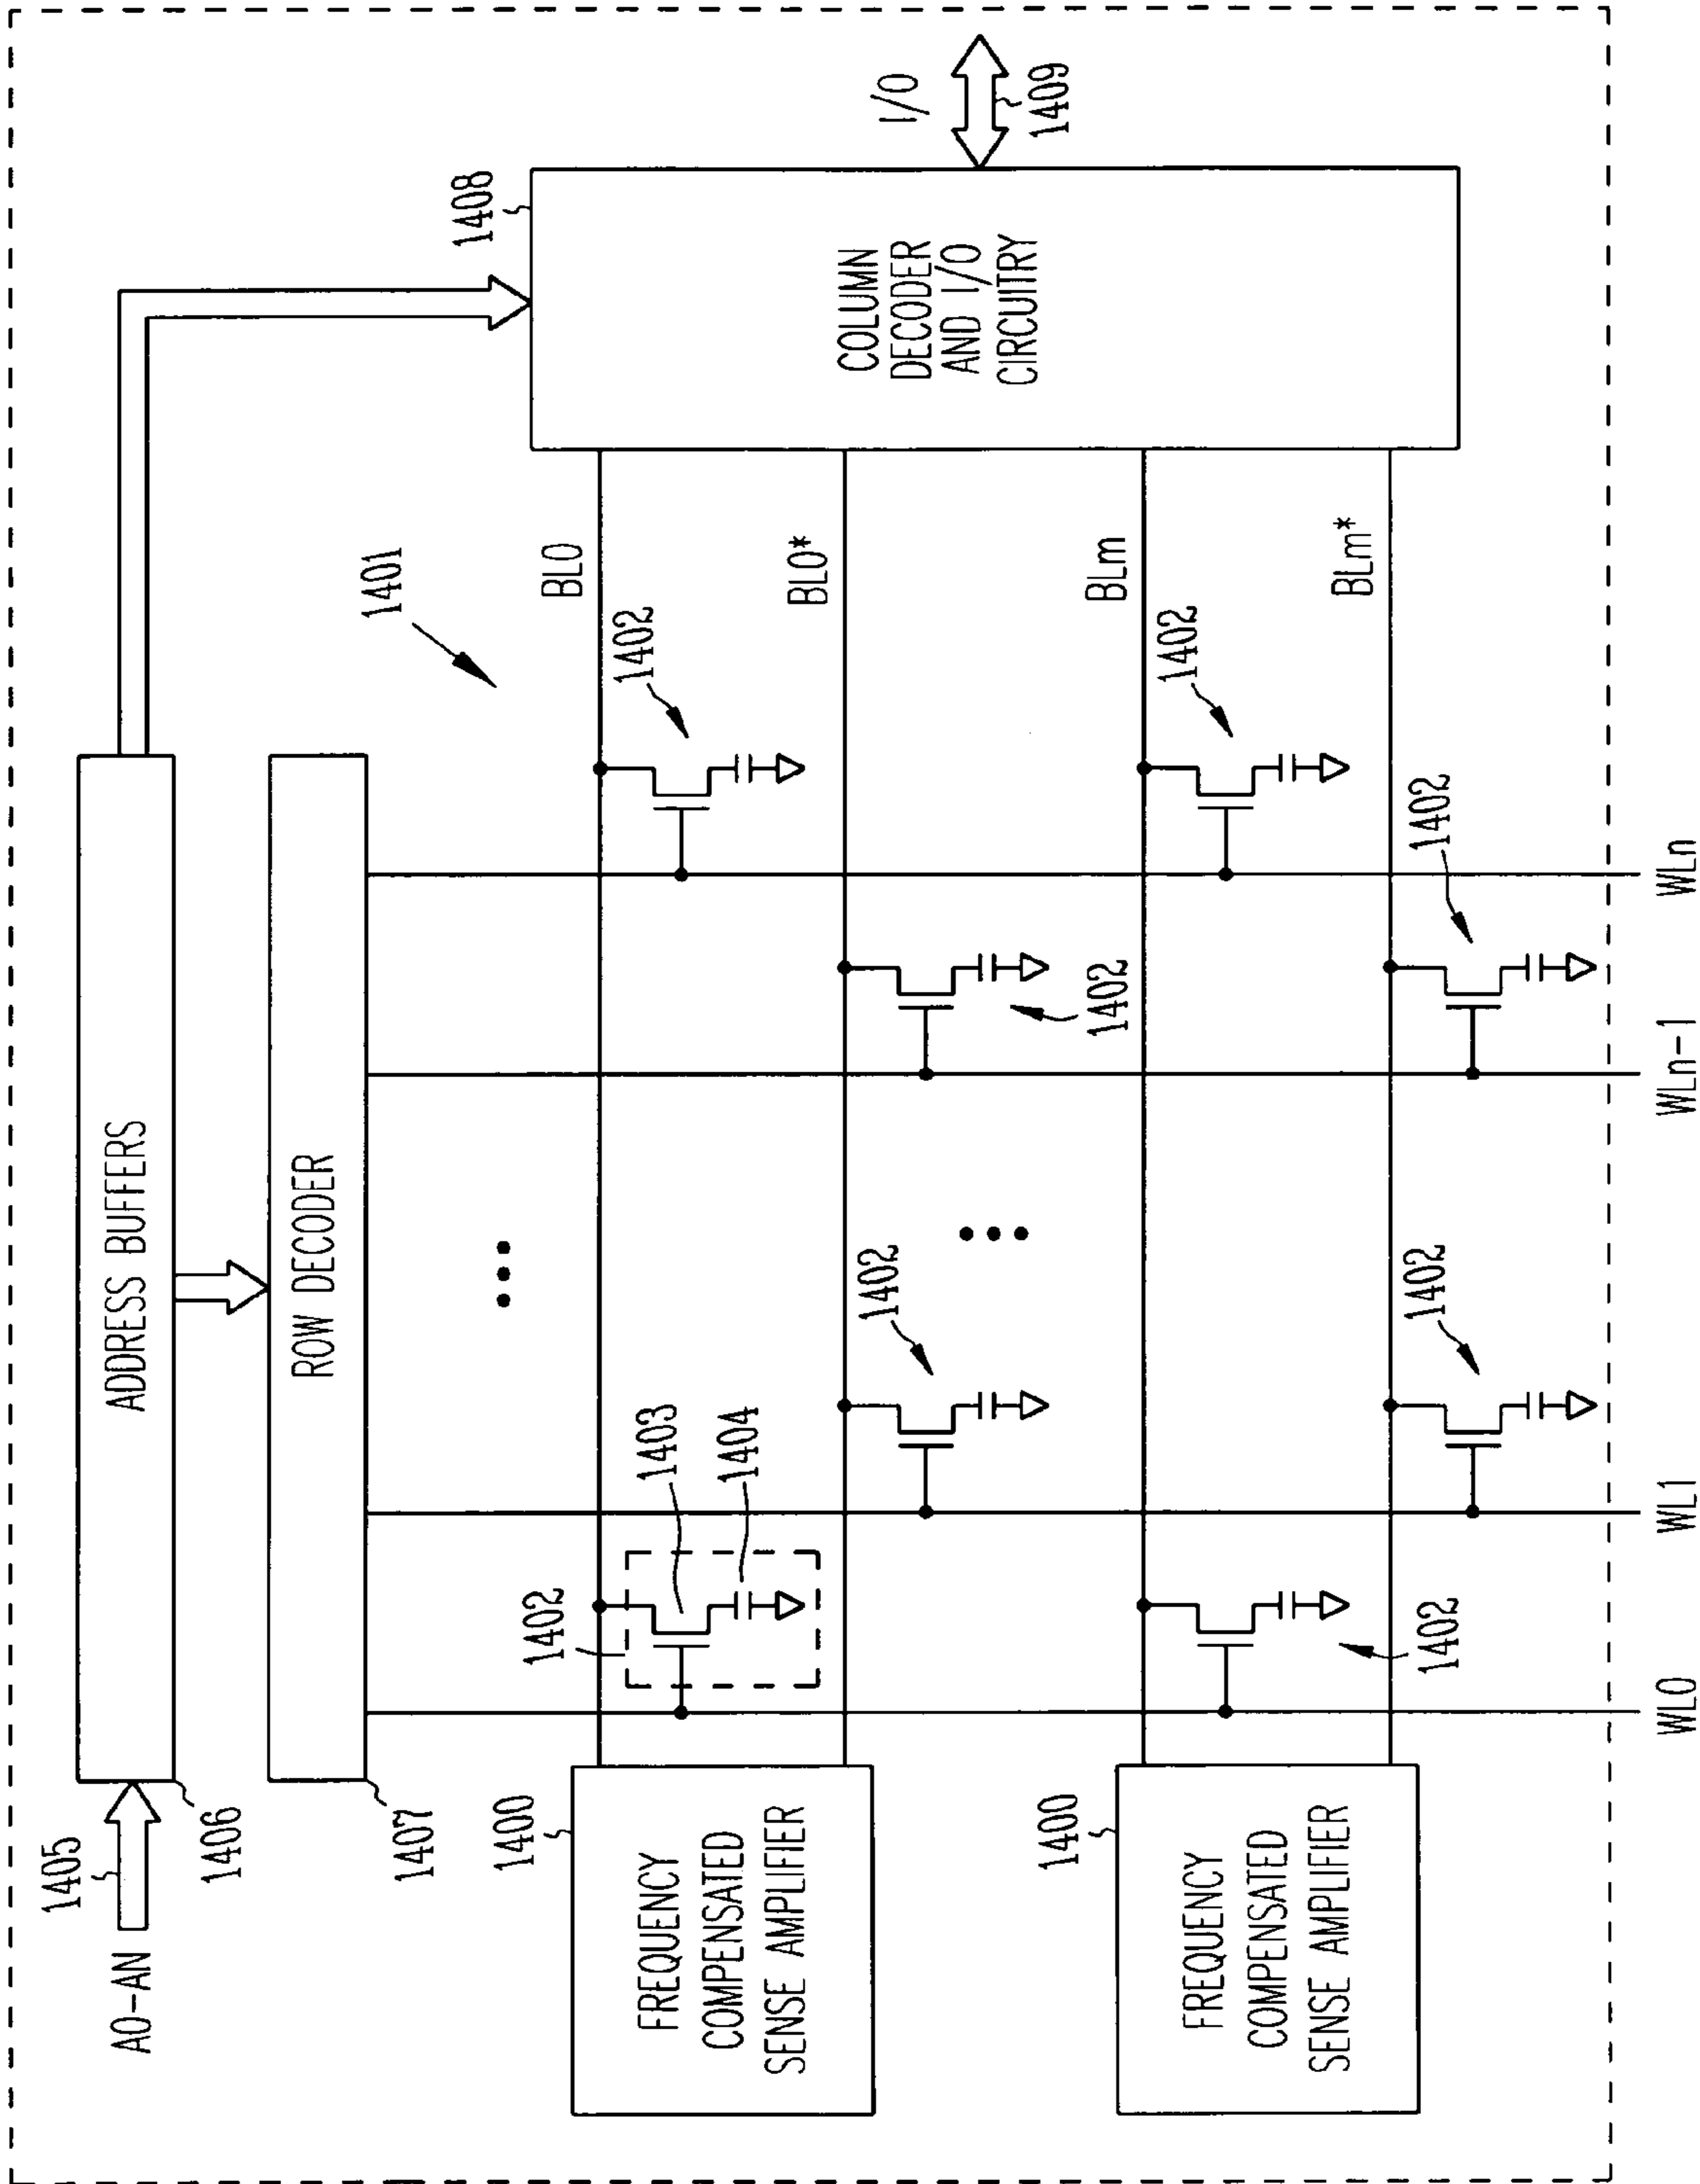 A0-AN
1405
1406
ADDRESS BUFFERS
1407
ROW DECODER
1401
1408
COLUMN
DECODER
AND I/O
CIRCUITRY
I/O
1409
1400
FREQUENCY
COMPENSATED
SENSE AMPLIFIER
1402
1403
1404
BL0
1402
1402
1402
BL0*
1400
FREQUENCY
COMPENSATED
SENSE AMPLIFIER
1402
BLm
1402
1402
1402
BLm*
WL0
WL1
WLn-1
WLn